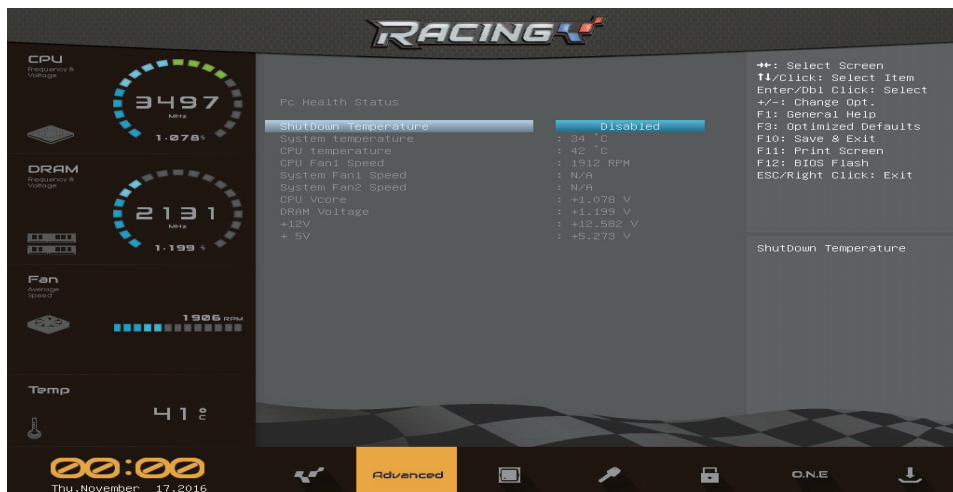 RACING
CPU
Frequency &
Voltage
3497
MHz
1.078
DRAM
Frequency &
Voltage
2131
MHz
1.199
Fan
Average
Speed
1906 RPM
Temp
41 °C
00:00
Thu.November 17.2016
Pc Health Status
ShutDown Temperature Disabled
System temperature : 34 °C
CPU temperature : 42 °C
CPU Fan1 Speed : 1912 RPM
System Fan1 Speed : N/A
System Fan2 Speed : N/A
CPU Vcore : +1.078 V
DRAM Voltage : +1.199 V
+12V : +12.582 V
+ 5V : +5.273 V
→←: Select Screen
↑↓/Click: Select Item
Enter/Dbl Click: Select
+/-: Change Opt.
F1: General Help
F3: Optimized Defaults
F10: Save & Exit
F11: Print Screen
F12: BIOS Flash
ESC/Right Click: Exit
ShutDown Temperature
Advanced
O.N.E